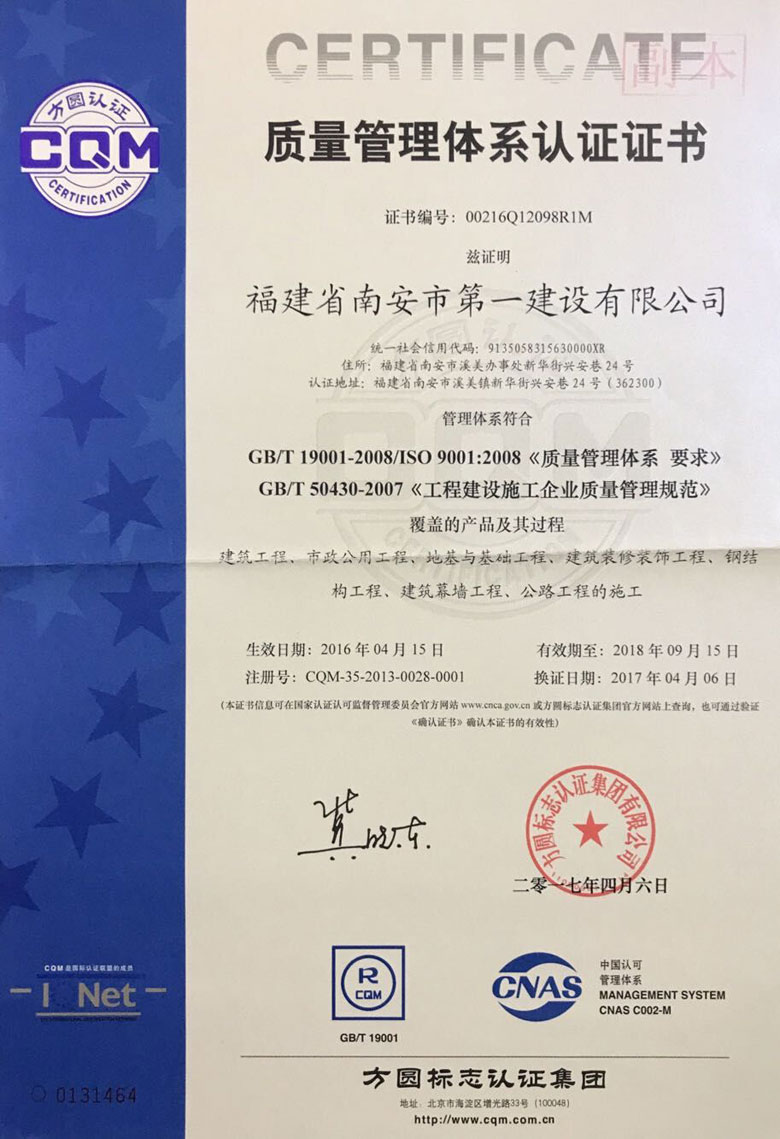 CERTIFICATE
副本
方圆认证
CQM
CERTIFICATION
质量管理体系认证证书
证书编号：00216Q12098R1M
兹证明
福建省南安市第一建设有限公司
统一社会信用代码：9135058315630000XR
住所：福建省南安市溪美办事处新华街兴安巷24号
认证地址：福建省南安市溪美镇新华街兴安巷24号（362300）
管理体系符合
GB/T 19001-2008/ISO 9001:2008《质量管理体系 要求》
GB/T 50430-2007《工程建设施工企业质量管理规范》
覆盖的产品及其过程
建筑工程、市政公用工程、地基与基础工程、建筑装修装饰工程、钢结
构工程、建筑幕墙工程、公路工程的施工
生效日期：2016年04月15日 有效期至：2018年09月15日
注册号：CQM-35-2013-0028-0001 换证日期：2017年04月06日
（本证书信息可在国家认证认可监督管理委员会官方网站 www.cnca.gov.cn 或方圆标志认证集团官方网站上查询，也可通过验证
《确认证书》确认本证书的有效性）
方圆标志认证集团有限公司
二零一七年四月六日
CQM是国际认证联盟的成员
Net
R
CQM
GB/T 19001
CNAS
中国认可
管理体系
MANAGEMENT SYSTEM
CNAS C002-M
0131464
方圆标志认证集团
地址：北京市海淀区增光路33号（100048）
http://www.cqm.com.cn